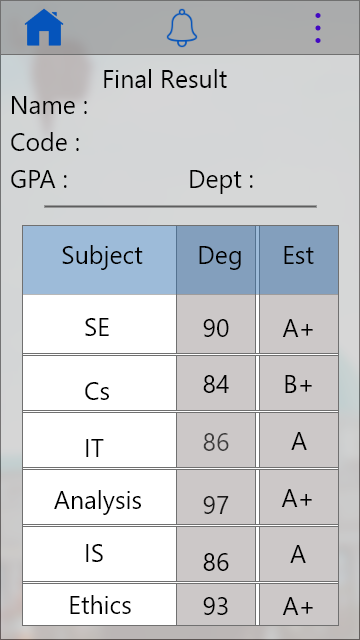 Final Result
Name :
Code :
GPA : Dept :
Subject Deg Est
SE 90 A+
Cs 84 B+
IT 86 A
Analysis 97 A+
IS 86 A
Ethics 93 A+